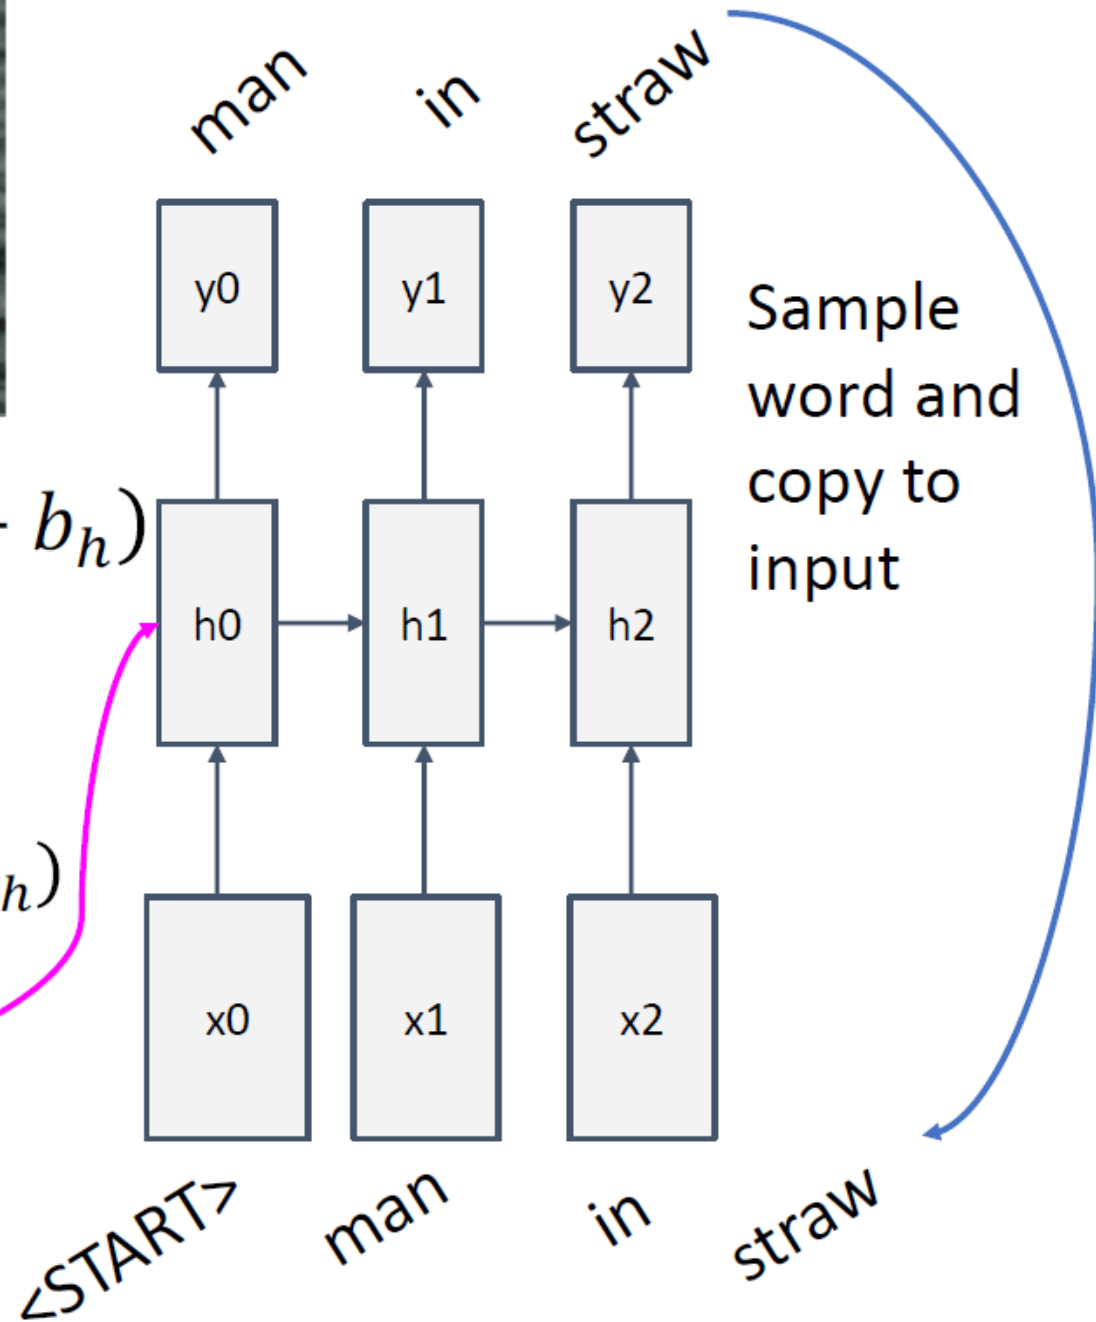 man in straw
y0 y1 y2
Sample
word and
copy to
input
b_h)
h0 h1 h2
h)
x0 x1 x2
<START> man in straw